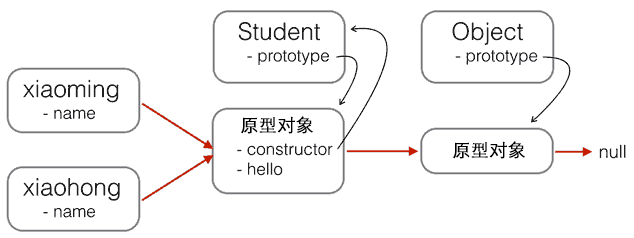 xiaoming
- name
xiaohong
- name
Student
- prototype
原型对象
- constructor
- hello
Object
- prototype
原型对象
null